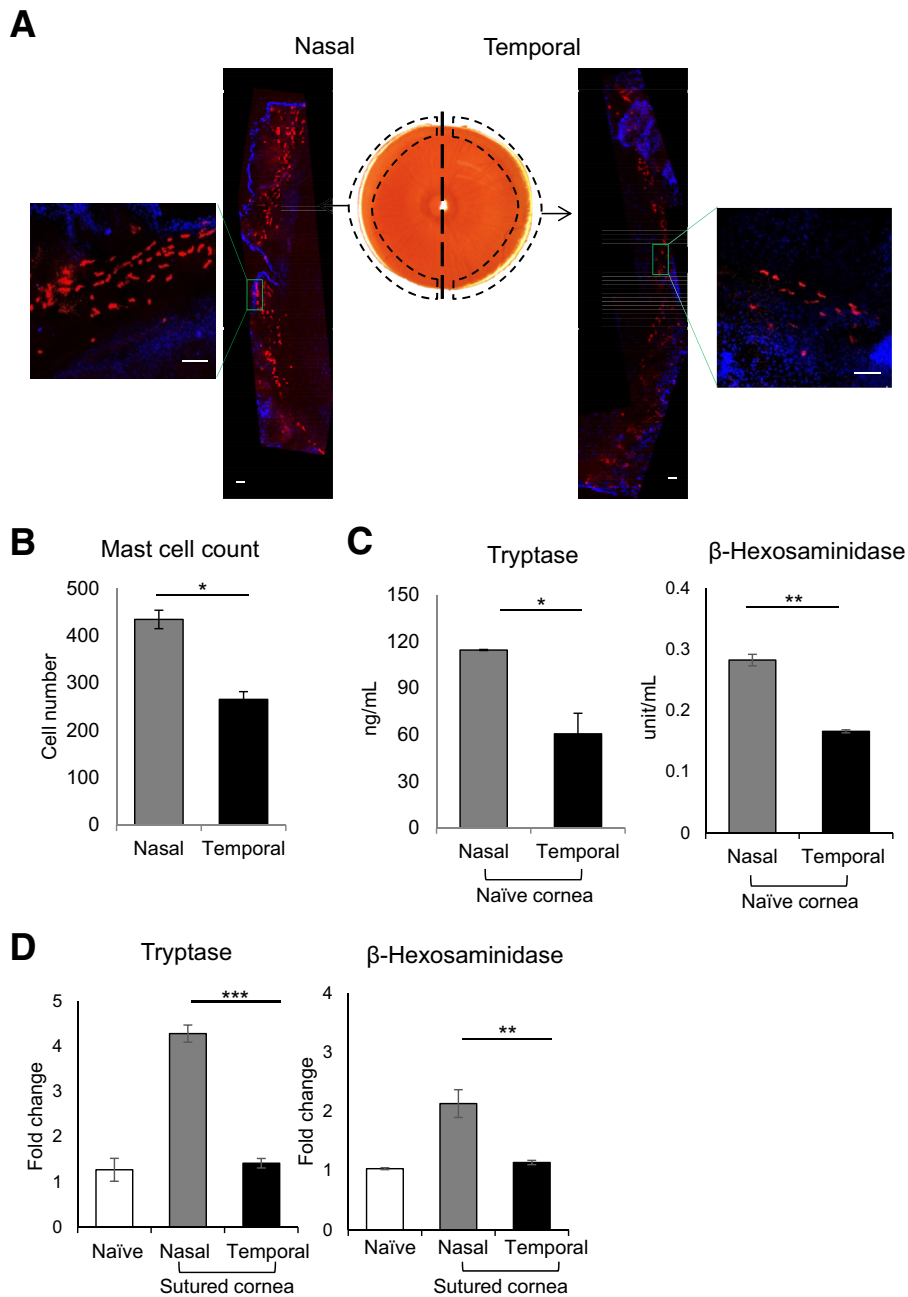 A
Nasal
Temporal
B
Mast cell count
*
500
400
300
200
100
0
Cell number
Nasal
Temporal
C
Tryptase
*
150
120
90
60
30
0
ng/mL
Nasal
Temporal
Naïve cornea
β-Hexosaminidase
**
0.4
0.3
0.2
0.1
0
unit/mL
Nasal
Temporal
Naïve cornea
D
Tryptase
***
5
4
3
2
1
0
Fold change
Naïve
Nasal
Temporal
Sutured cornea
β-Hexosaminidase
**
4
3
2
1
0
Fold change
Naïve
Nasal
Temporal
Sutured cornea